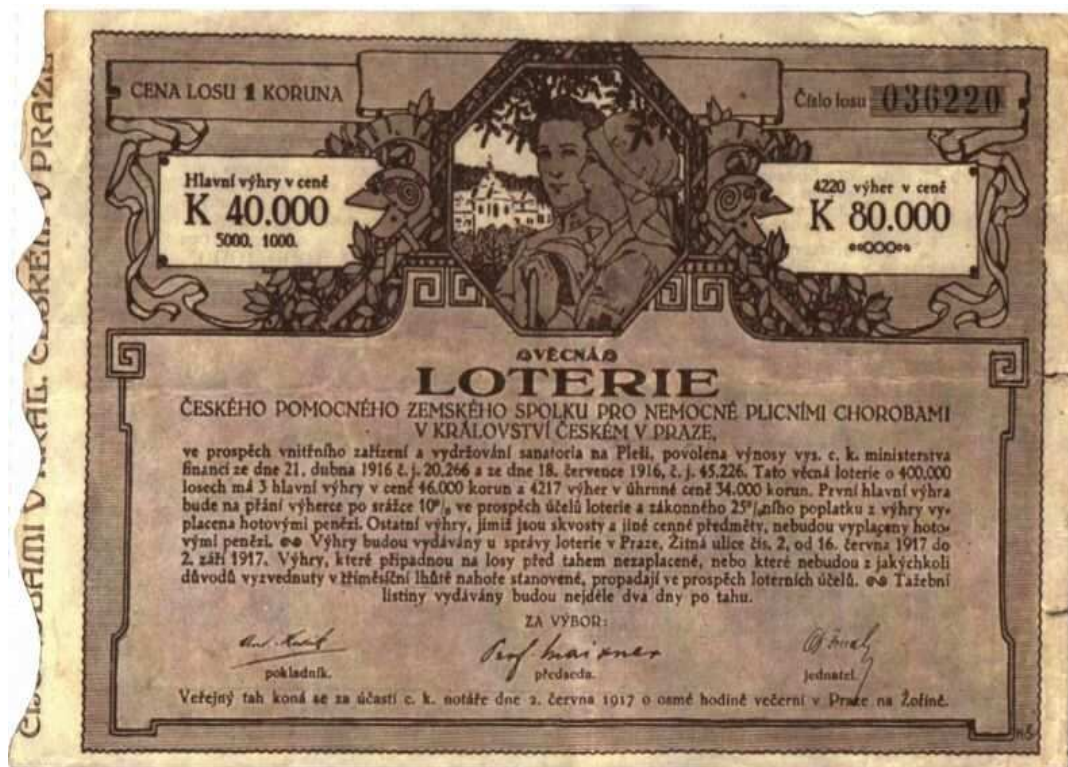 CENA LOSU 1 KORUNA
Číslo losu 036220
Hlavní výhry v ceně
K 40.000
5000. 1000.
4220 výher v ceně
K 80.000
VĚCNÁ
LOTERIE
ČESKÉHO POMOCNÉHO ZEMSKÉHO SPOLKU PRO NEMOCNÉ PLICNÍMI CHOROBAMI
V KRÁLOVSTVÍ ČESKÉM V PRAZE,
ve prospěch vnitřního zařízení a vydržování sanatoria na Pleši, povolena výnosy vys. c. k. ministerstva
financí ze dne 21. dubna 1916 č. j. 20.266 a ze dne 18. července 1916, č. j. 45.226. Tato věcná loterie o 400.000
losech má 3 hlavní výhry v ceně 46.000 korun a 4217 výher v úhrnné ceně 34.000 korun. První hlavní výhra
bude na přání výherce po srážce 10% ve prospěch účelů loterie a zákonného 25%ního poplatku z výhry vy-
placena hotovými penězi. Ostatní výhry, jimiž jsou skvosty a jiné cenné předměty, nebudou vyplaceny hoto-
vými penězi. Výhry budou vydávány u správy loterie v Praze, Žitná ulice čís. 2, od 16. června 1917 do
2. září 1917. Výhry, které připadnou na losy před tahem nezaplacené, nebo které nebudou z jakýchkoli
důvodů vyzvednuty v tříměsíční lhůtě nahoře stanovené, propadají ve prospěch loterních účelů. Tažební
listiny vydávány budou nejdéle dva dny po tahu.
ZA VÝBOR:
Prof. Maixner
pokladník. předseda. jednatel.
Veřejný tah koná se za účasti c. k. notáře dne 2. června 1917 o osmé hodině večerní v Praze na Žofíně.
V KRÁL. ČESKÉM V PRAZE